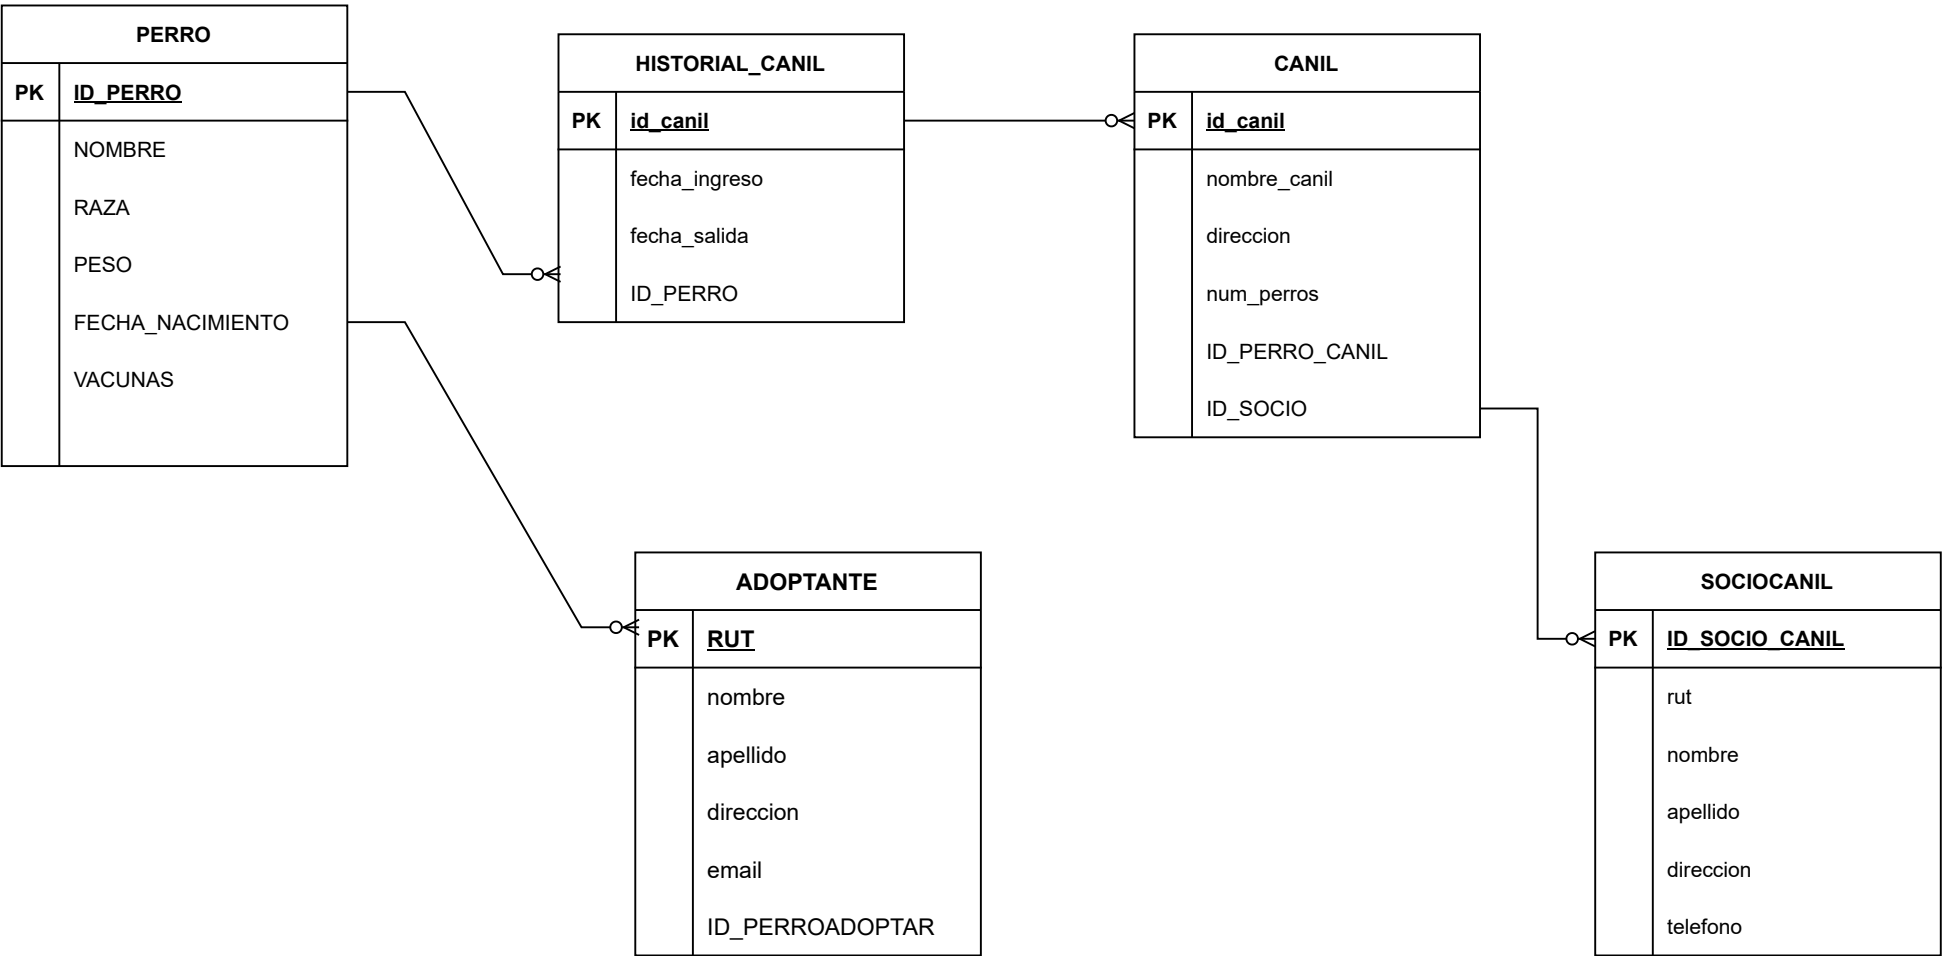 PERRO
PK ID_PERRO
NOMBRE
RAZA
PESO
FECHA_NACIMIENTO
VACUNAS
HISTORIAL_CANIL
PK id_canil
fecha_ingreso
fecha_salida
ID_PERRO
CANIL
PK id_canil
nombre_canil
direccion
num_perros
ID_PERRO_CANIL
ID_SOCIO
ADOPTANTE
PK RUT
nombre
apellido
direccion
email
ID_PERROADOPTAR
SOCIOCANIL
PK ID_SOCIO_CANIL
rut
nombre
apellido
direccion
telefono